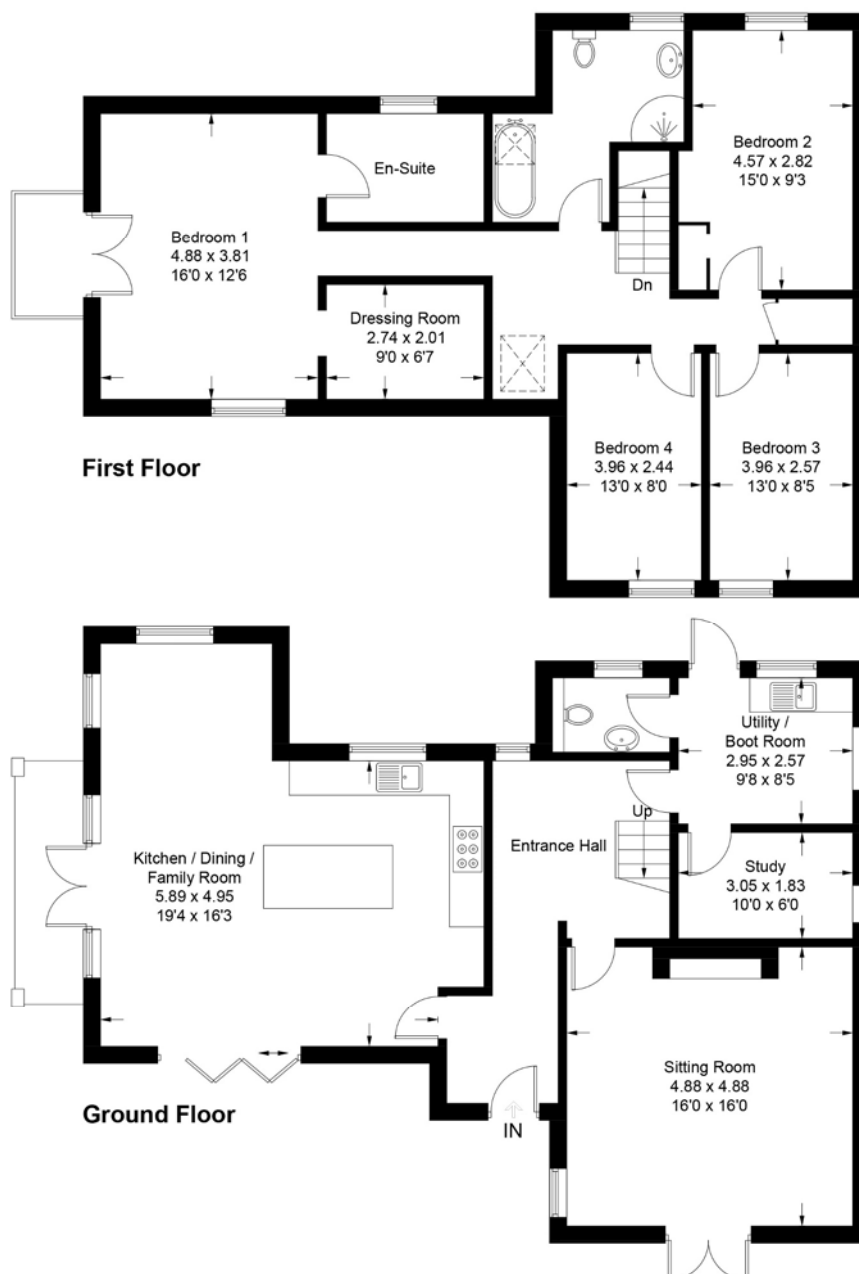 Bedroom 2
4.57 x 2.82
15'0 x 9'3
En-Suite
Bedroom 1
4.88 x 3.81
16'0 x 12'6
Dn
Dressing Room
2.74 x 2.01
9'0 x 6'7
Bedroom 4
3.96 x 2.44
13'0 x 8'0
Bedroom 3
3.96 x 2.57
13'0 x 8'5
First Floor
Utility /
Boot Room
2.95 x 2.57
9'8 x 8'5
Up
Entrance Hall
Kitchen / Dining /
Family Room
5.89 x 4.95
19'4 x 16'3
Study
3.05 x 1.83
10'0 x 6'0
Sitting Room
4.88 x 4.88
16'0 x 16'0
Ground Floor
IN